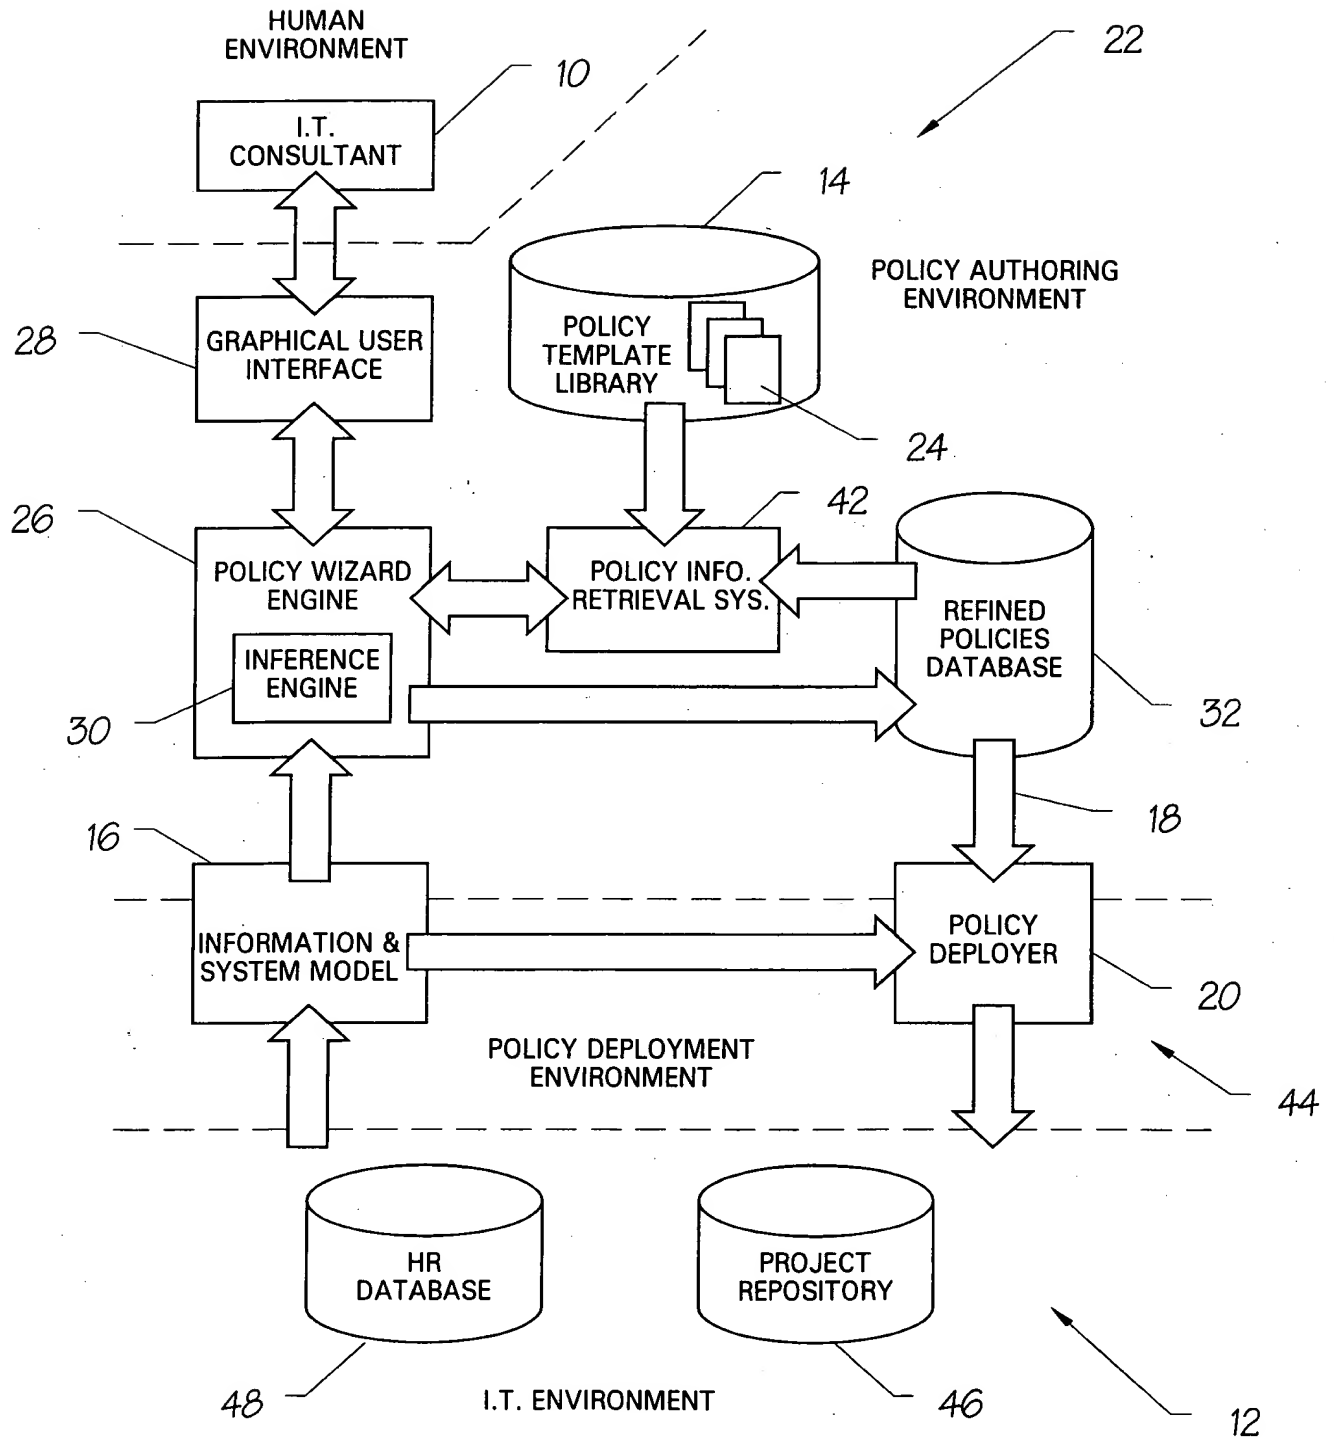 HUMAN
ENVIRONMENT
22
10
I.T.
CONSULTANT
14
POLICY AUTHORING
ENVIRONMENT
28
GRAPHICAL USER
INTERFACE
POLICY
TEMPLATE
LIBRARY
24
26
42
POLICY WIZARD
ENGINE
POLICY INFO.
RETRIEVAL SYS.
REFINED
POLICIES
DATABASE
INFERENCE
ENGINE
30
32
18
16
INFORMATION &
SYSTEM MODEL
POLICY
DEPLOYER
20
POLICY DEPLOYMENT
ENVIRONMENT
44
HR
DATABASE
PROJECT
REPOSITORY
48
I.T. ENVIRONMENT
46
12